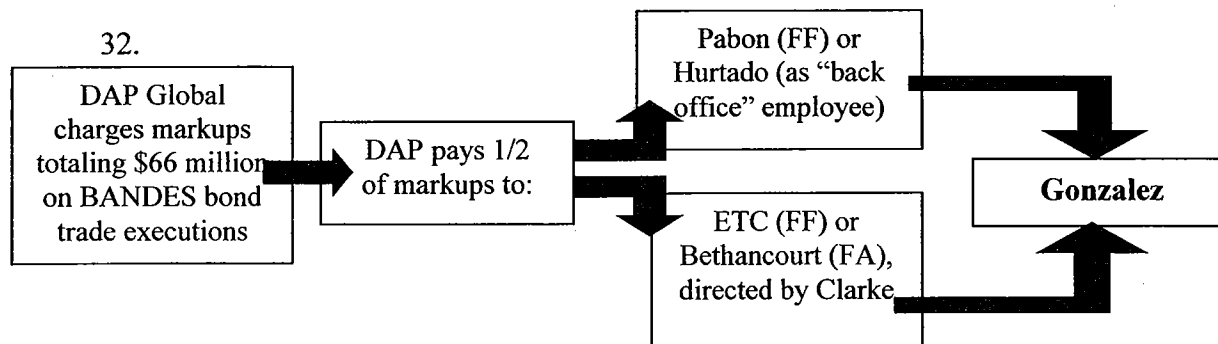 32.
DAP Global
charges markups
totaling $66 million
on BANDES bond
trade executions
DAP pays 1/2
of markups to:
Pabon (FF) or
Hurtado (as “back
office” employee)
ETC (FF) or
Bethancourt (FA),
directed by Clarke
Gonzalez